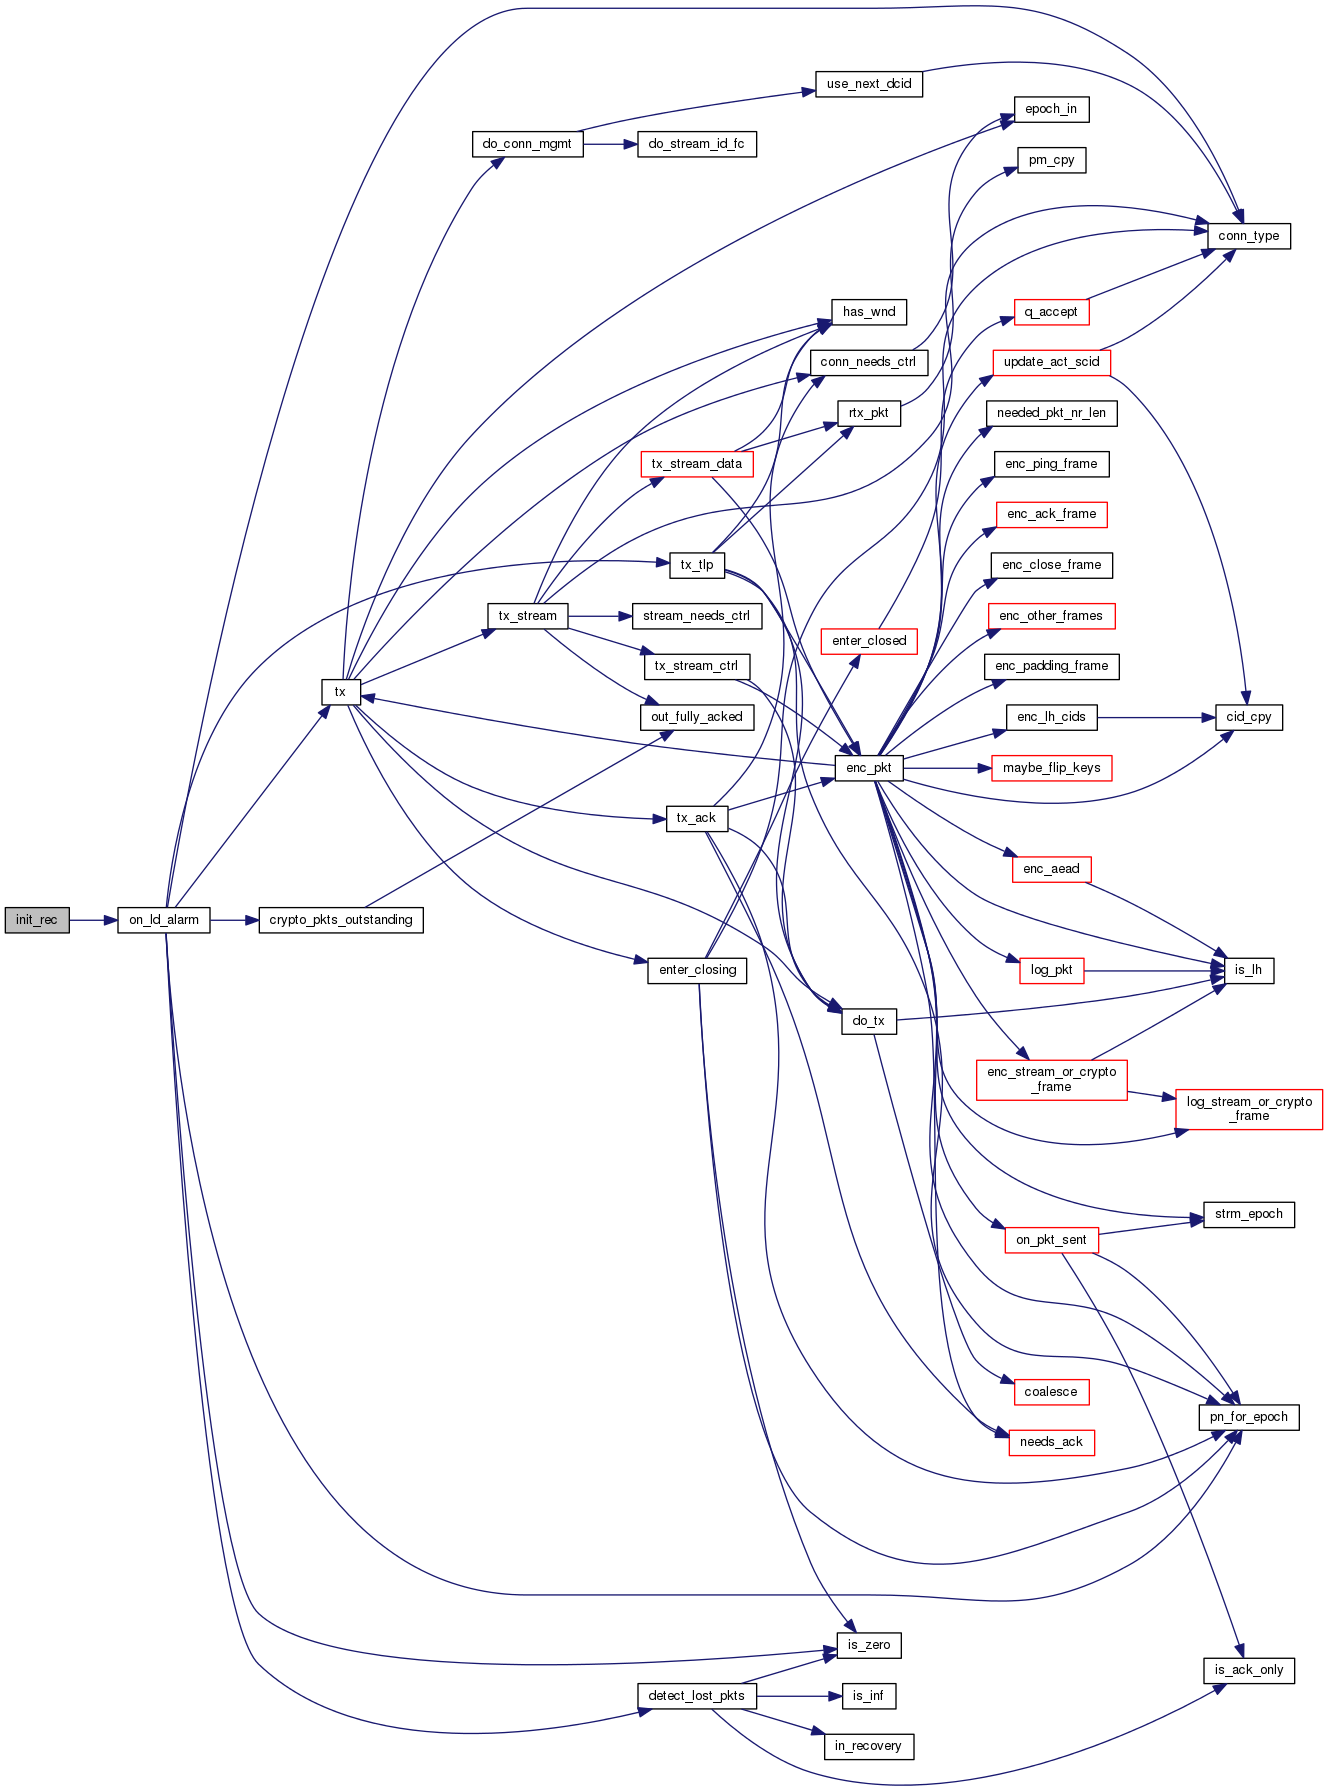 use_next_dcid
epoch_in
do_conn_mgmt
do_stream_id_fc
pm_cpy
conn_type
has_wnd
q_accept
conn_needs_ctrl
update_act_scid
rtx_pkt
needed_pkt_nr_len
tx_stream_data
enc_ping_frame
enc_ack_frame
tx_tlp
enc_close_frame
tx_stream
stream_needs_ctrl
enc_other_frames
enter_closed
tx_stream_ctrl
enc_padding_frame
tx
out_fully_acked
enc_lh_cids
cid_cpy
enc_pkt
maybe_flip_keys
tx_ack
enc_aead
init_rec
on_ld_alarm
crypto_pkts_outstanding
enter_closing
log_pkt
is_lh
do_tx
enc_stream_or_crypto
_frame
log_stream_or_crypto
_frame
strm_epoch
on_pkt_sent
coalesce
pn_for_epoch
needs_ack
is_zero
is_ack_only
detect_lost_pkts
is_inf
in_recovery